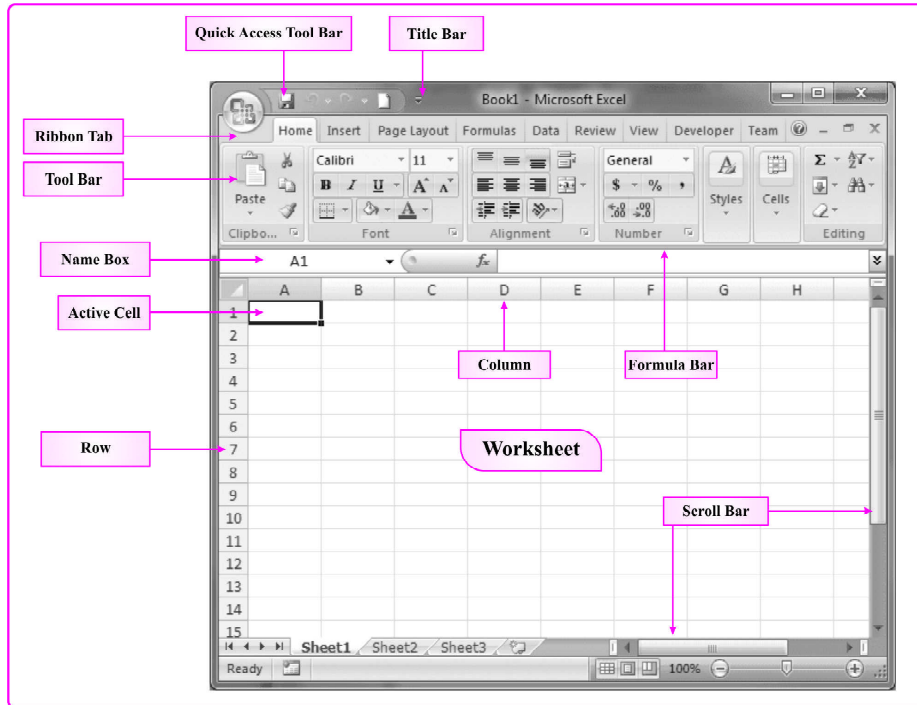 Quick Access Tool Bar
Title Bar
Book1 - Microsoft Excel
Ribbon Tab
Home Insert Page Layout Formulas Data Review View Developer Team
Tool Bar
Calibri 11 General
B I U A A $ % , Σ
Paste Styles Cells
A .00 .00
Clipbo... Font Alignment Number Editing
Name Box
A1 fx
A B C D E F G H
Active Cell
1
2
3
Column
Formula Bar
4
5
6
Row
7
Worksheet
8
9
Scroll Bar
10
11
12
13
14
15
Sheet1 Sheet2 Sheet3
Ready 100%